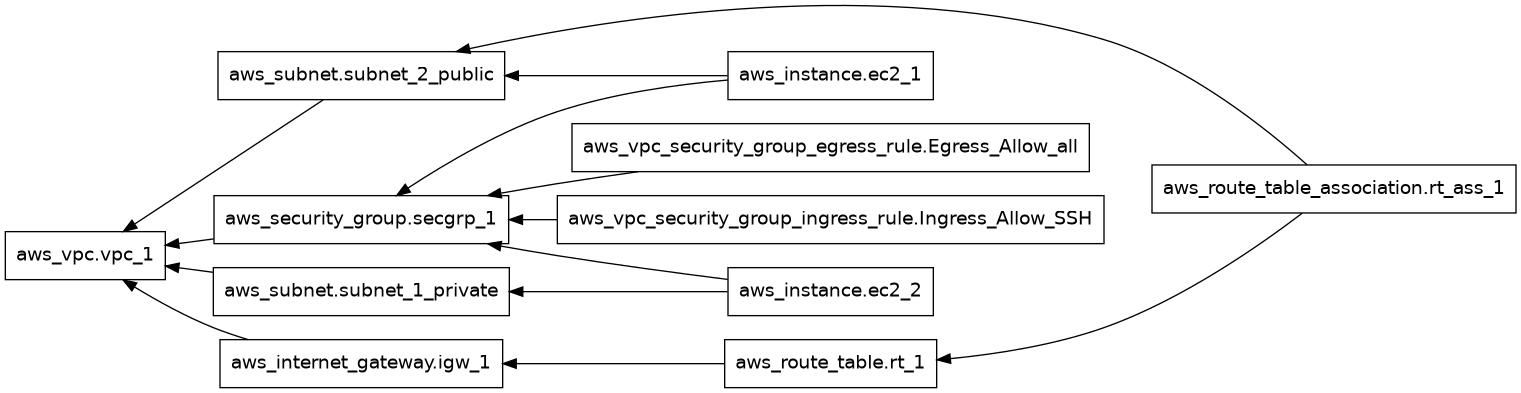 aws_subnet.subnet_2_public
aws_instance.ec2_1
aws_vpc_security_group_egress_rule.Egress_Allow_all
aws_route_table_association.rt_ass_1
aws_security_group.secgrp_1
aws_vpc_security_group_ingress_rule.Ingress_Allow_SSH
aws_vpc.vpc_1
aws_subnet.subnet_1_private
aws_instance.ec2_2
aws_internet_gateway.igw_1
aws_route_table.rt_1